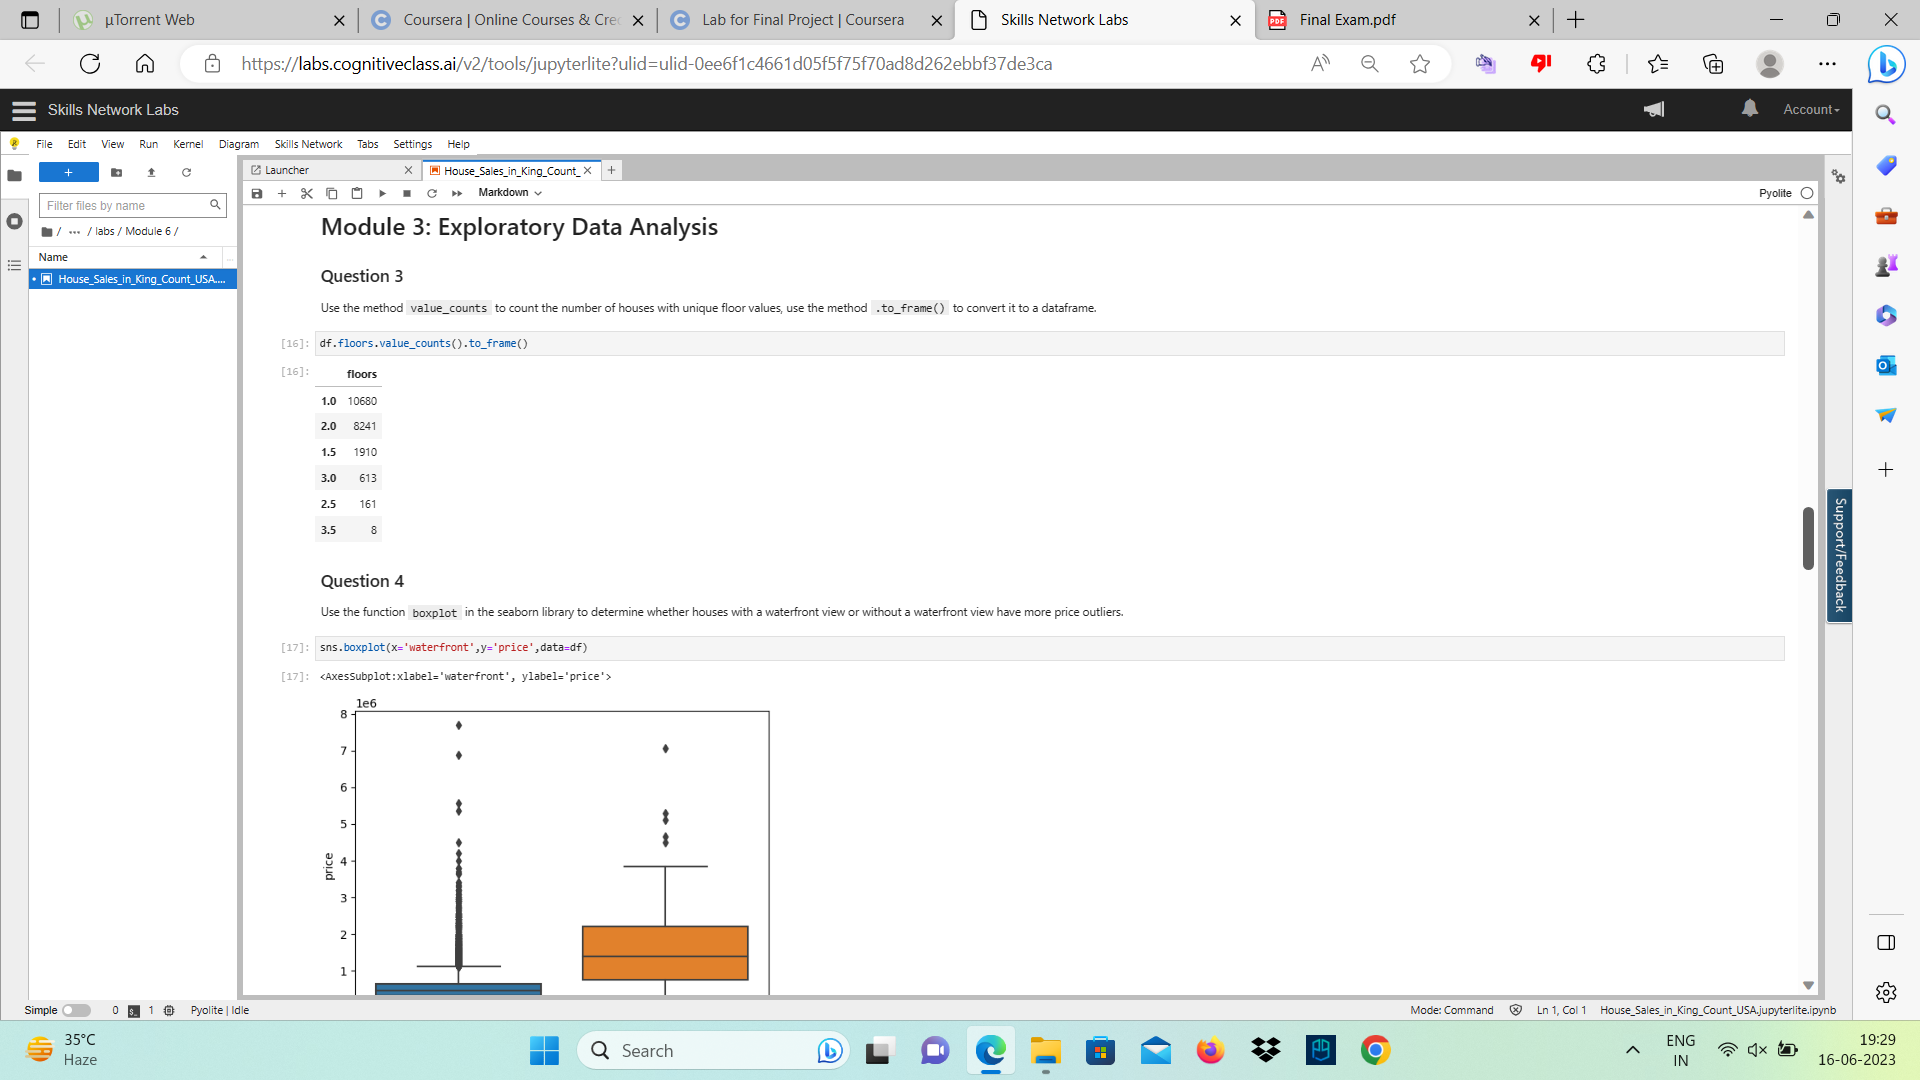 µTorrent Web
Coursera | Online Courses & Cre
Lab for Final Project | Coursera
Skills Network Labs
Final Exam.pdf
https://labs.cognitiveclass.ai/v2/tools/jupyterlite?ulid=ulid-0ee6f1c4661d05f5f75f70ad8d262ebbf37de3ca
Skills Network Labs
Account
File Edit View Run Kernel Diagram Skills Network Tabs Settings Help
Launcher
House_Sales_in_King_Count_
Markdown
Pyolite
Filter files by name
/ ... / labs / Module 6 /
Name
House_Sales_in_King_Count_USA....
Module 3: Exploratory Data Analysis
Question 3
Use the method value_counts to count the number of houses with unique floor values, use the method .to_frame() to convert it to a dataframe.
[16]: df.floors.value_counts().to_frame()
[16]: floors
1.0 10680
2.0 8241
1.5 1910
3.0 613
2.5 161
3.5 8
Question 4
Use the function boxplot in the seaborn library to determine whether houses with a waterfront view or without a waterfront view have more price outliers.
[17]: sns.boxplot(x='waterfront',y='price',data=df)
[17]: <AxesSubplot:xlabel='waterfront', ylabel='price'>
1e6
8
7
6
5
4
3
2
1
price
Support/Feedback
Simple 0 1 Pyolite | Idle
Mode: Command Ln 1, Col 1 House_Sales_in_King_Count_USA.jupyterlite.ipynb
35°C
Haze
Search
ENG
IN
19:29
16-06-2023